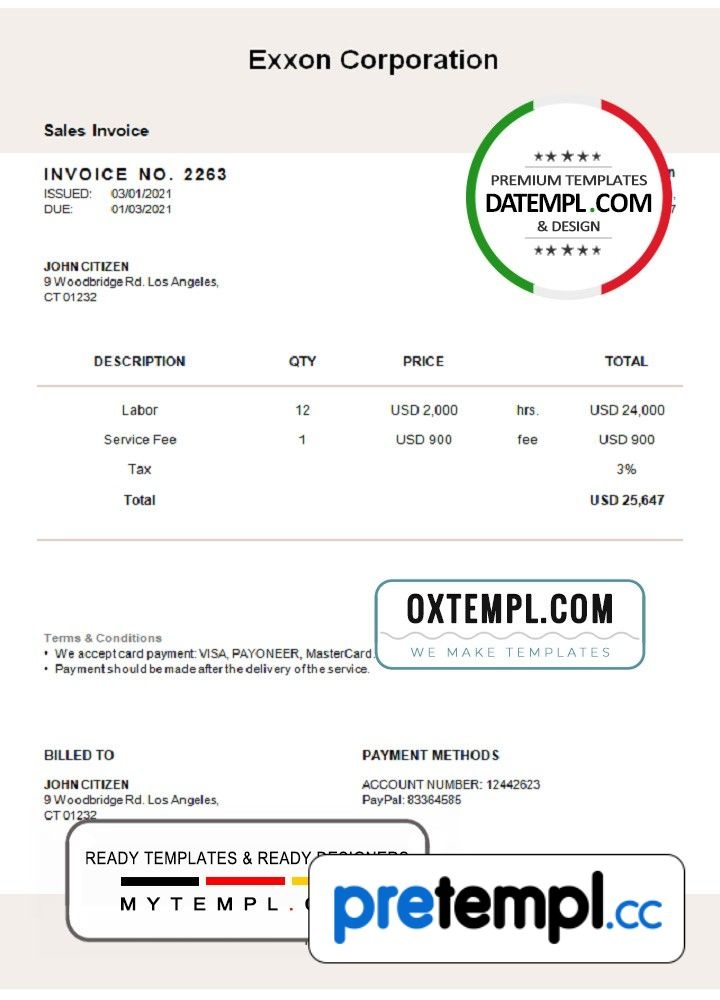 Exxon Corporation
Sales Invoice
INVOICE NO. 2263
ISSUED: 03/01/2021
DUE: 01/03/2021
★★★★★
PREMIUM TEMPLATES
DATEMPL.COM
& DESIGN
★★★★★
JOHN CITIZEN
9 Woodbridge Rd. Los Angeles,
CT 01232
DESCRIPTION QTY PRICE TOTAL
Labor 12 USD 2,000 hrs. USD 24,000
Service Fee 1 USD 900 fee USD 900
Tax 3%
Total USD 25,647
OXTEMPL.COM
WE MAKE TEMPLATES
Terms & Conditions
• We accept card payment: VISA, PAYONEER, MasterCard.
• Payment should be made after the delivery of the service.
BILLED TO
JOHN CITIZEN
9 Woodbridge Rd. Los Angeles,
CT 01232
PAYMENT METHODS
ACCOUNT NUMBER: 12442623
PayPal: 83364585
READY TEMPLATES & READY DESIGNERS
MYTEMPL.
pretempl.cc